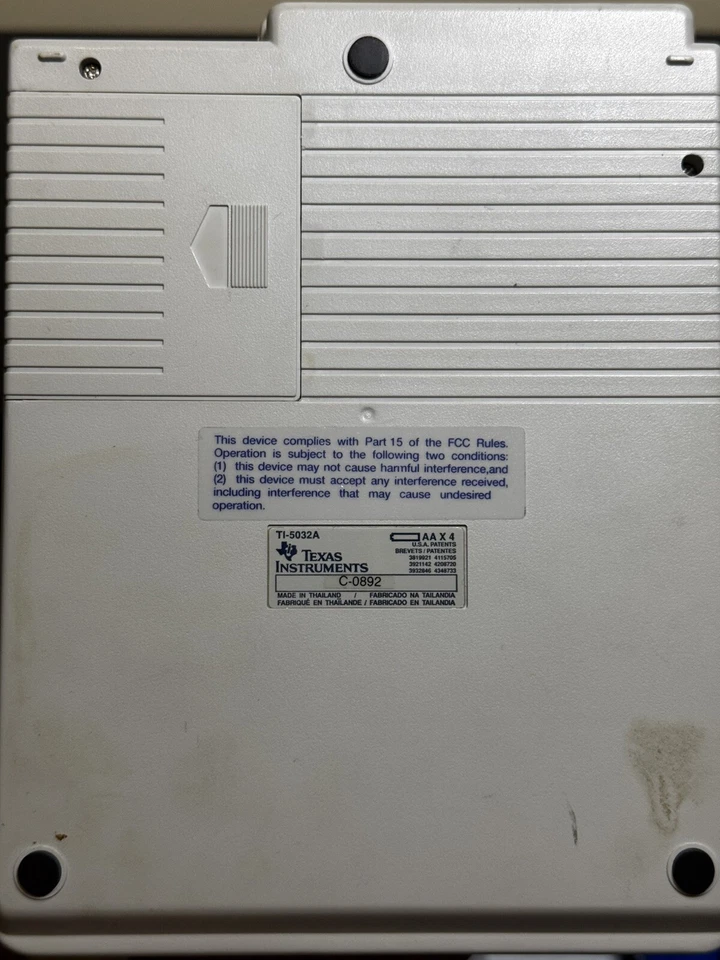 This device complies with Part 15 of the FCC Rules.
Operation is subject to the following two conditions:
(1) this device may not cause harmful interference,and
(2) this device must accept any interference received,
including interference that may cause undesired
operation.
TI-5032A
AA X 4
U.S.A. PATENTS
BREVETS / PATENTES
TEXAS
INSTRUMENTS
3819921 4115705
3921142 4208720
3932846 4348733
C-0892
MADE IN THAILAND / FABRICADO NA TAILANDIA
FABRIQUÉ EN THAÏLANDE / FABRICADO EN TAILANDIA